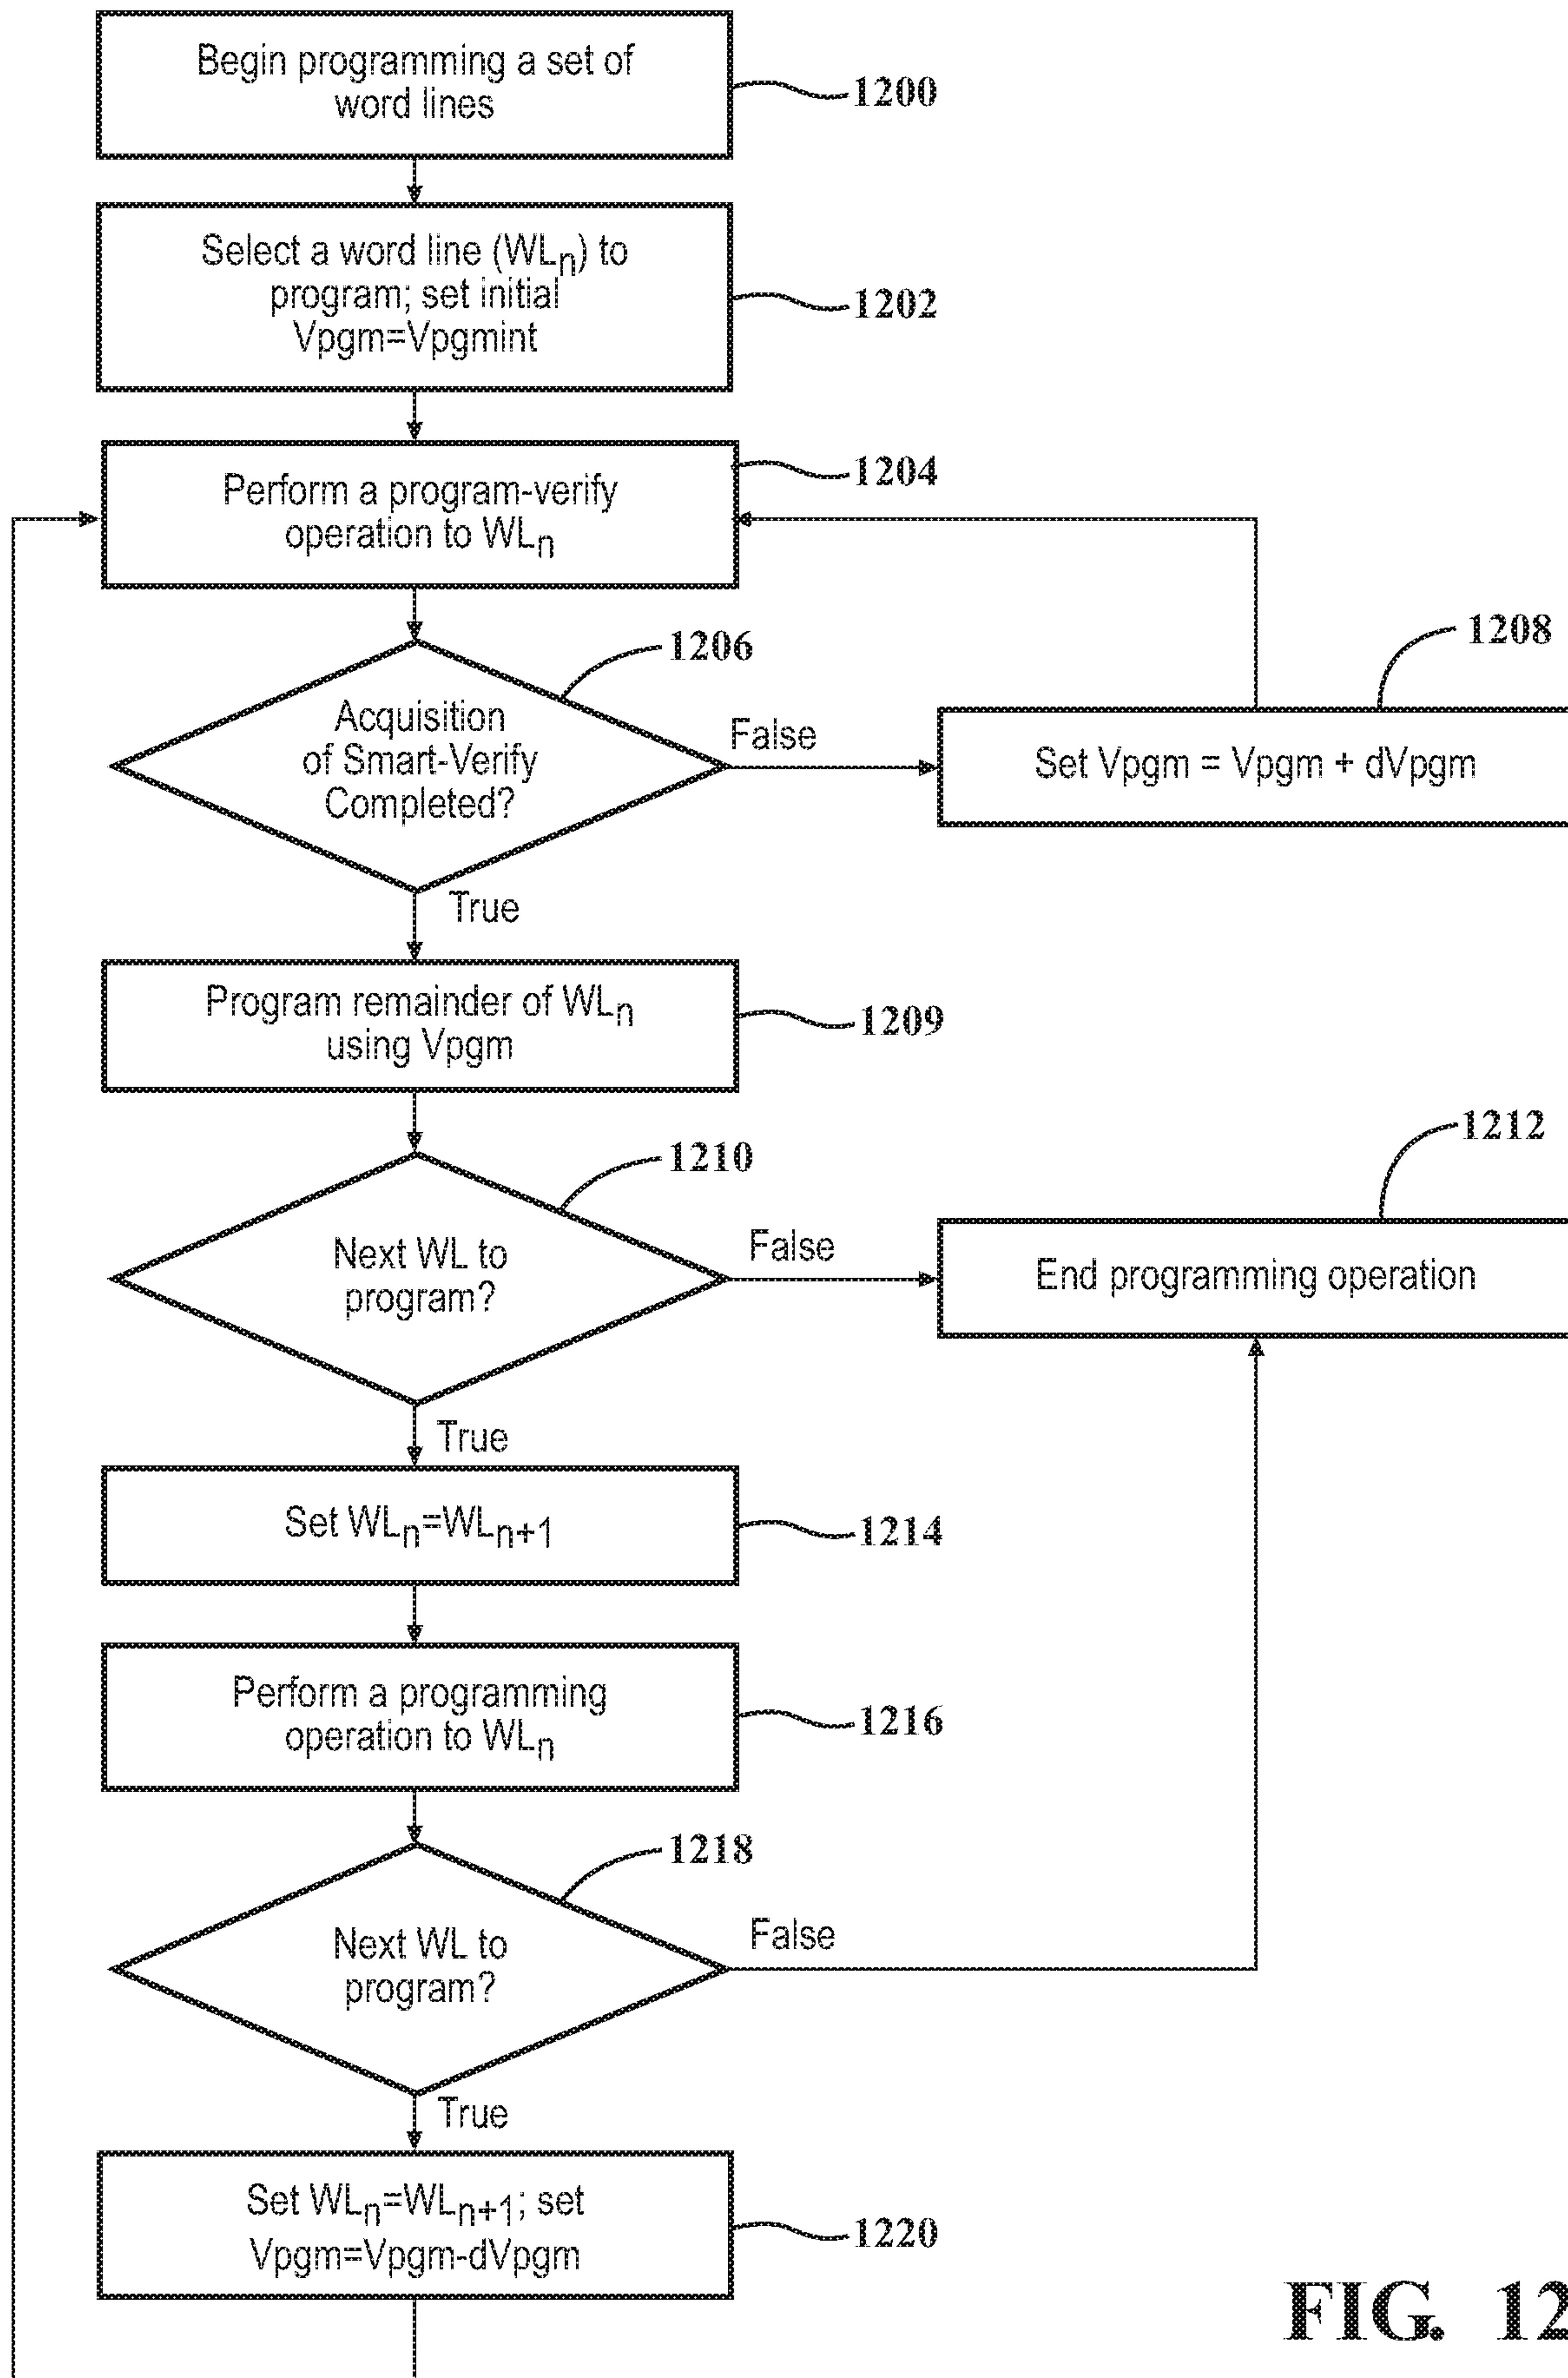 Begin programming a set of
word lines
1200
Select a word line (WLn) to
program; set initial
Vpgm=Vpgmint
1202
Perform a program-verify
operation to WLn
1204
1206
Acquisition
of Smart-Verify
Completed?
False
1208
Set Vpgm = Vpgm + dVpgm
True
Program remainder of WLn
using Vpgm
1209
1210
Next WL to
program?
False
1212
End programming operation
True
Set WLn=WLn+1
1214
Perform a programming
operation to WLn
1216
1218
Next WL to
program?
False
True
Set WLn=WLn+1; set
Vpgm=Vpgm-dVpgm
1220
FIG. 12